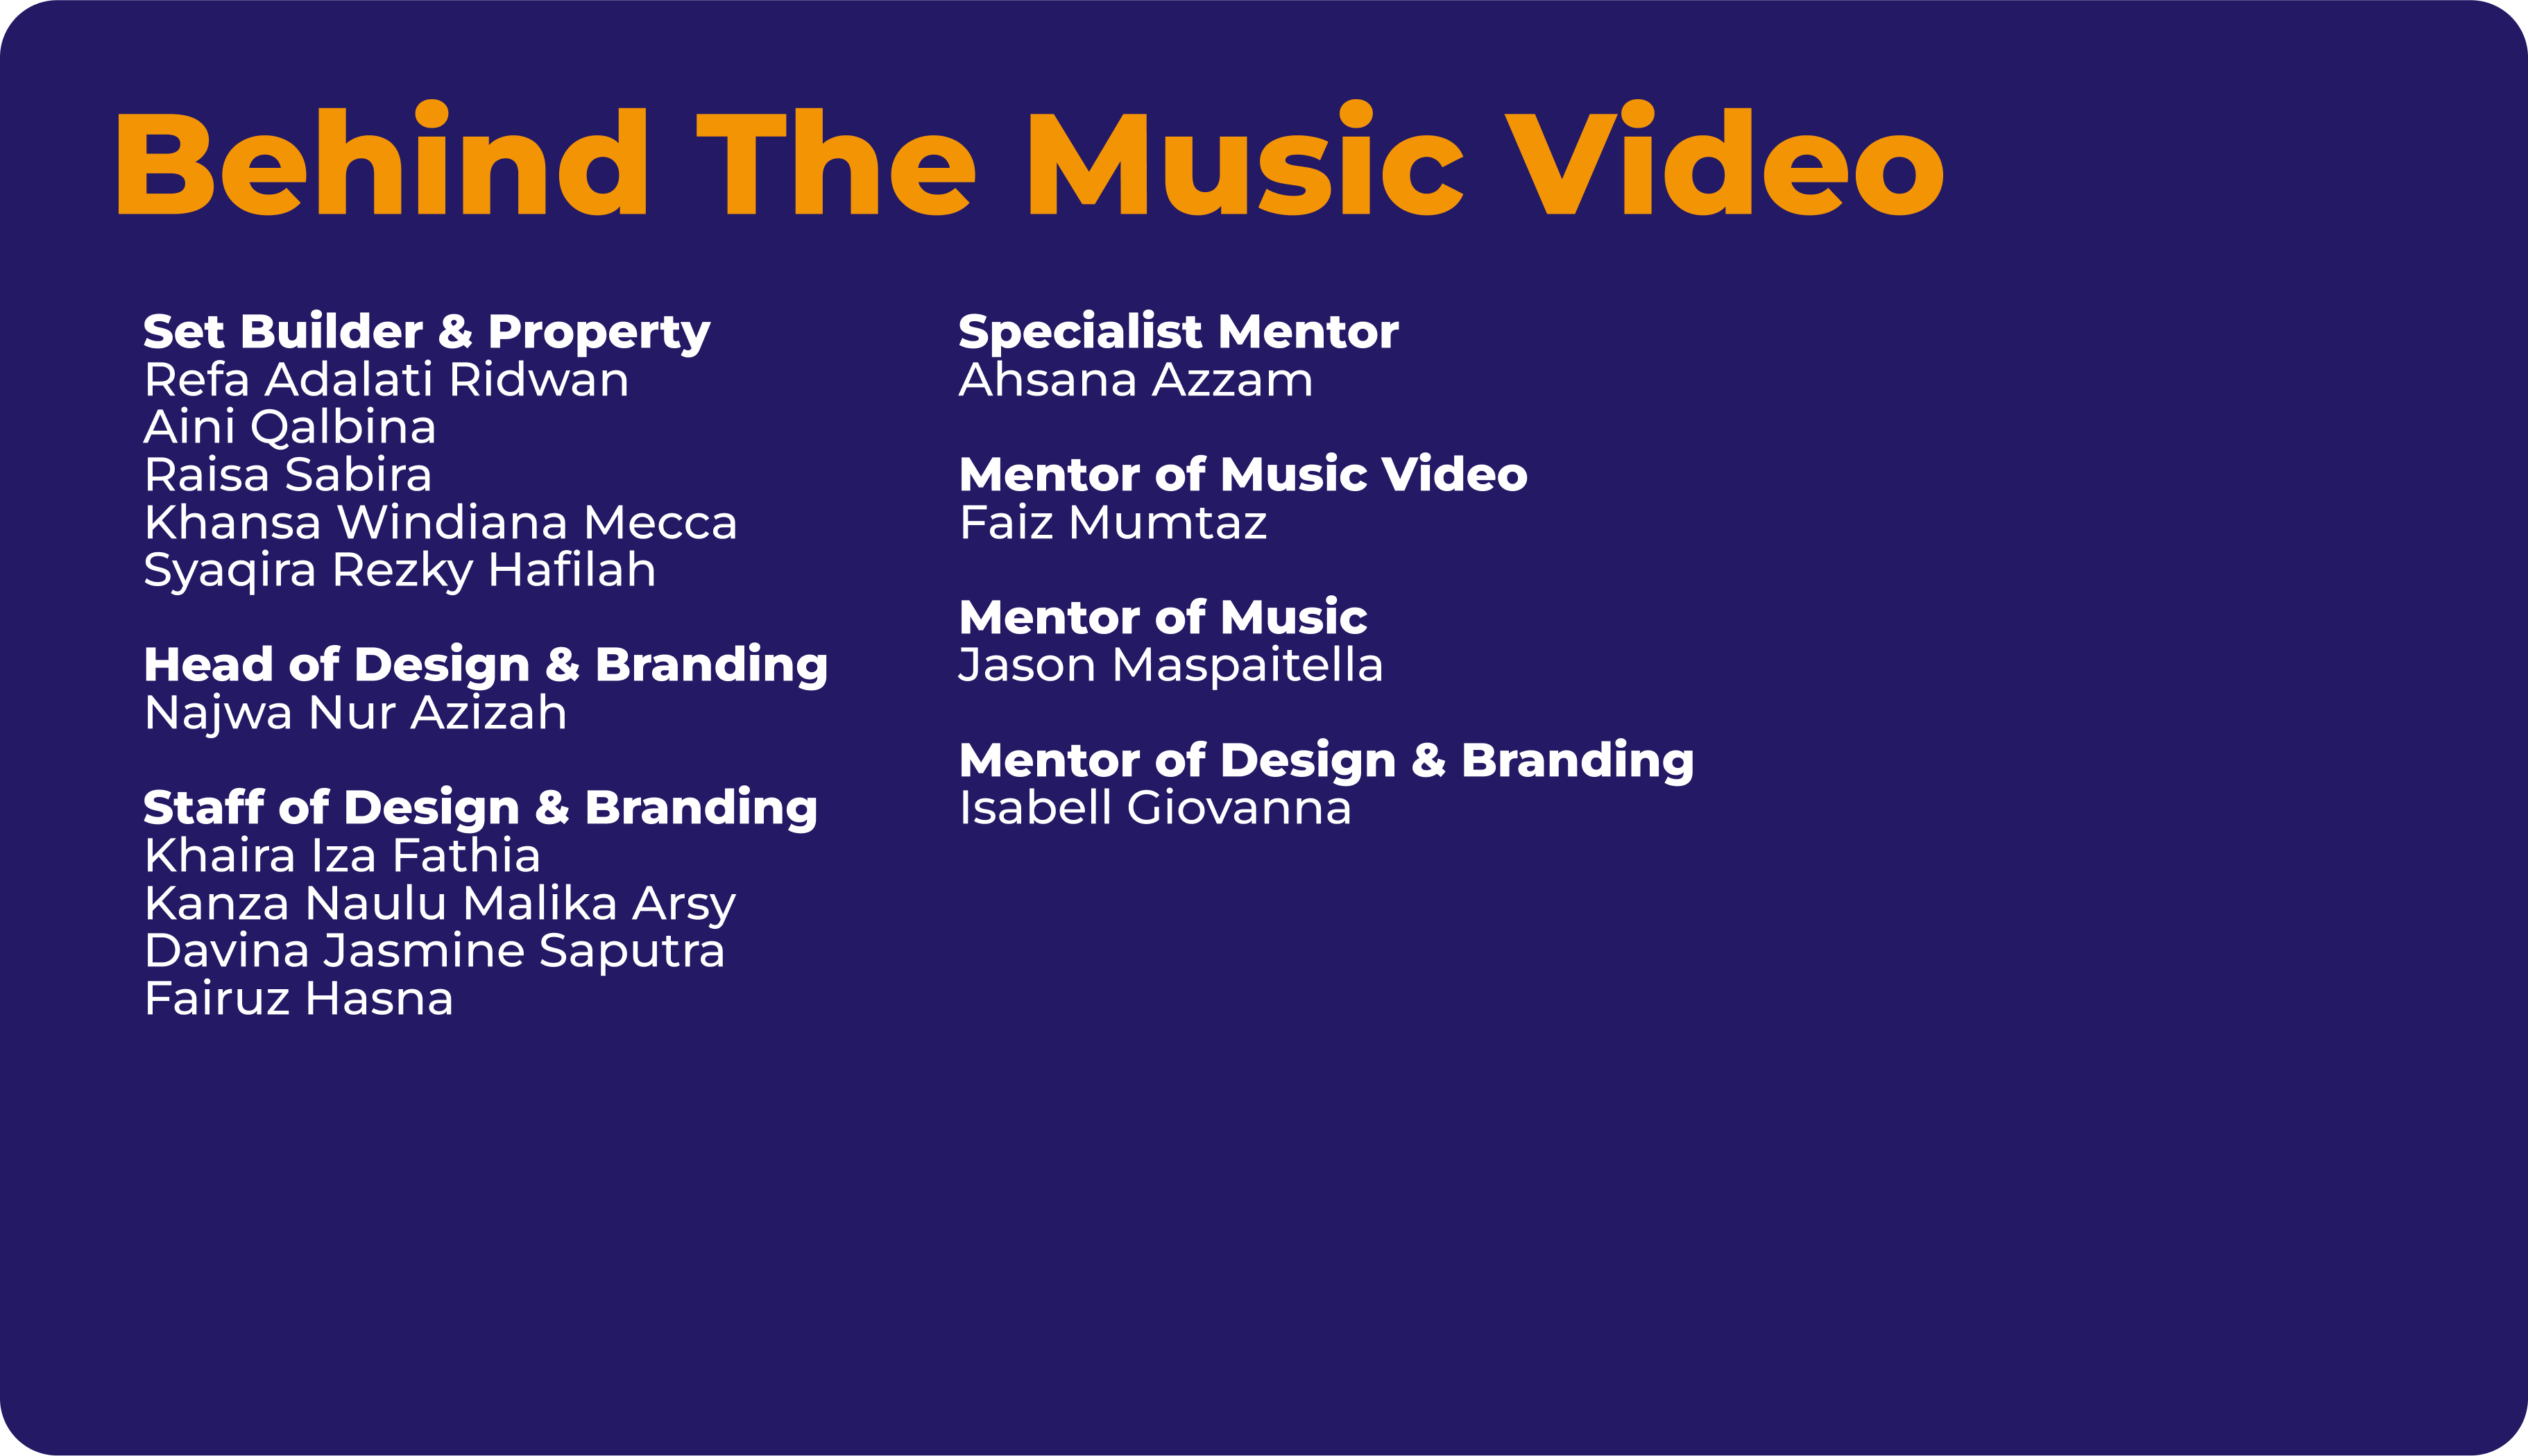 Behind The Music Video
Set Builder & Property
Refa Adalati Ridwan
Aini Qalbina
Raisa Sabira
Khansa Windiana Mecca
Syaqira Rezky Hafilah
Head of Design & Branding
Najwa Nur Azizah
Staff of Design & Branding
Khaira Iza Fathia
Kanza Naulu Malika Arsy
Davina Jasmine Saputra
Fairuz Hasna
Specialist Mentor
Ahsana Azzam
Mentor of Music Video
Faiz Mumtaz
Mentor of Music
Jason Maspaitella
Mentor of Design & Branding
Isabell Giovanna